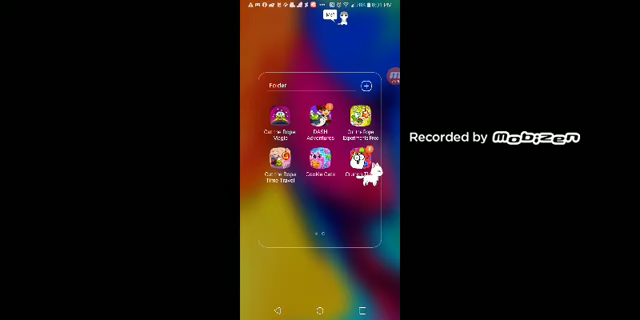 Folder
Cut the Rope
Magic
DASH
Adventures
Cut the Rope
Experiments Free
Cut the Rope
Time Travel
Cookie Cats
Recorded by mobizen